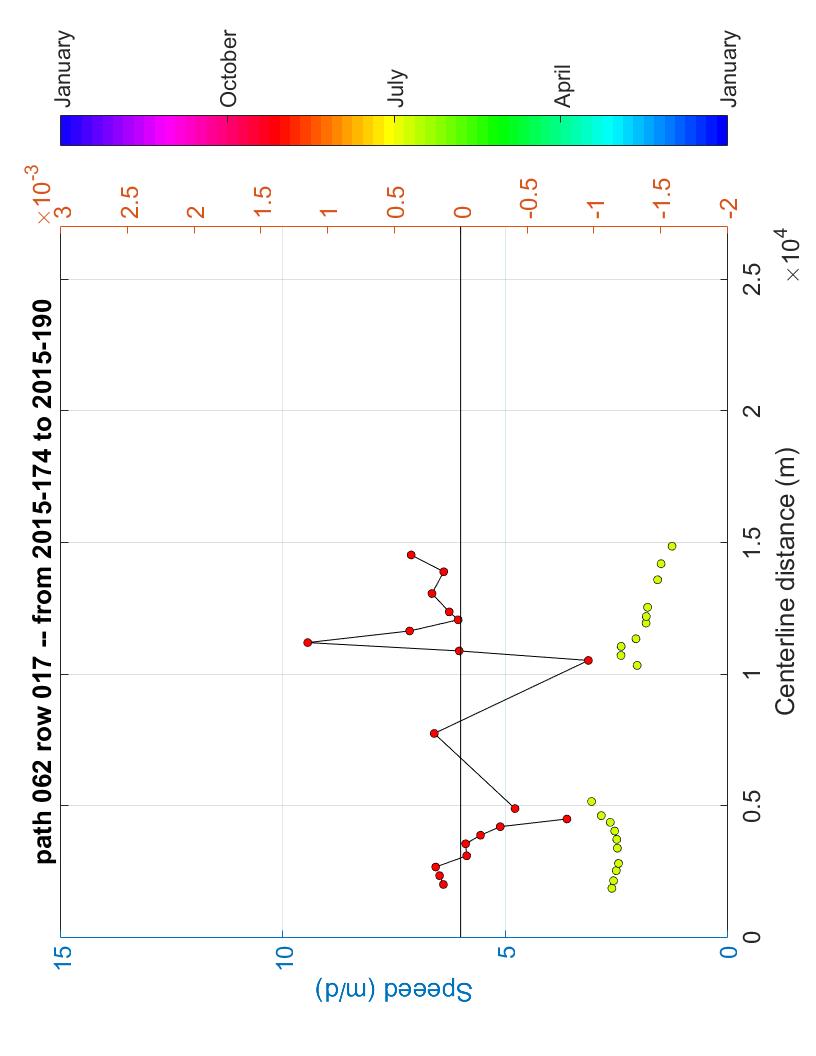 path 062 row 017 -- from 2015-174 to 2015-190
15
10
5
0
Speeed (m/d)
0
0.5
1
1.5
2
2.5
×10⁴
Centerline distance (m)
×10⁻³
3
2.5
2
1.5
1
0.5
0
-0.5
-1
-1.5
-2
January
October
July
April
January